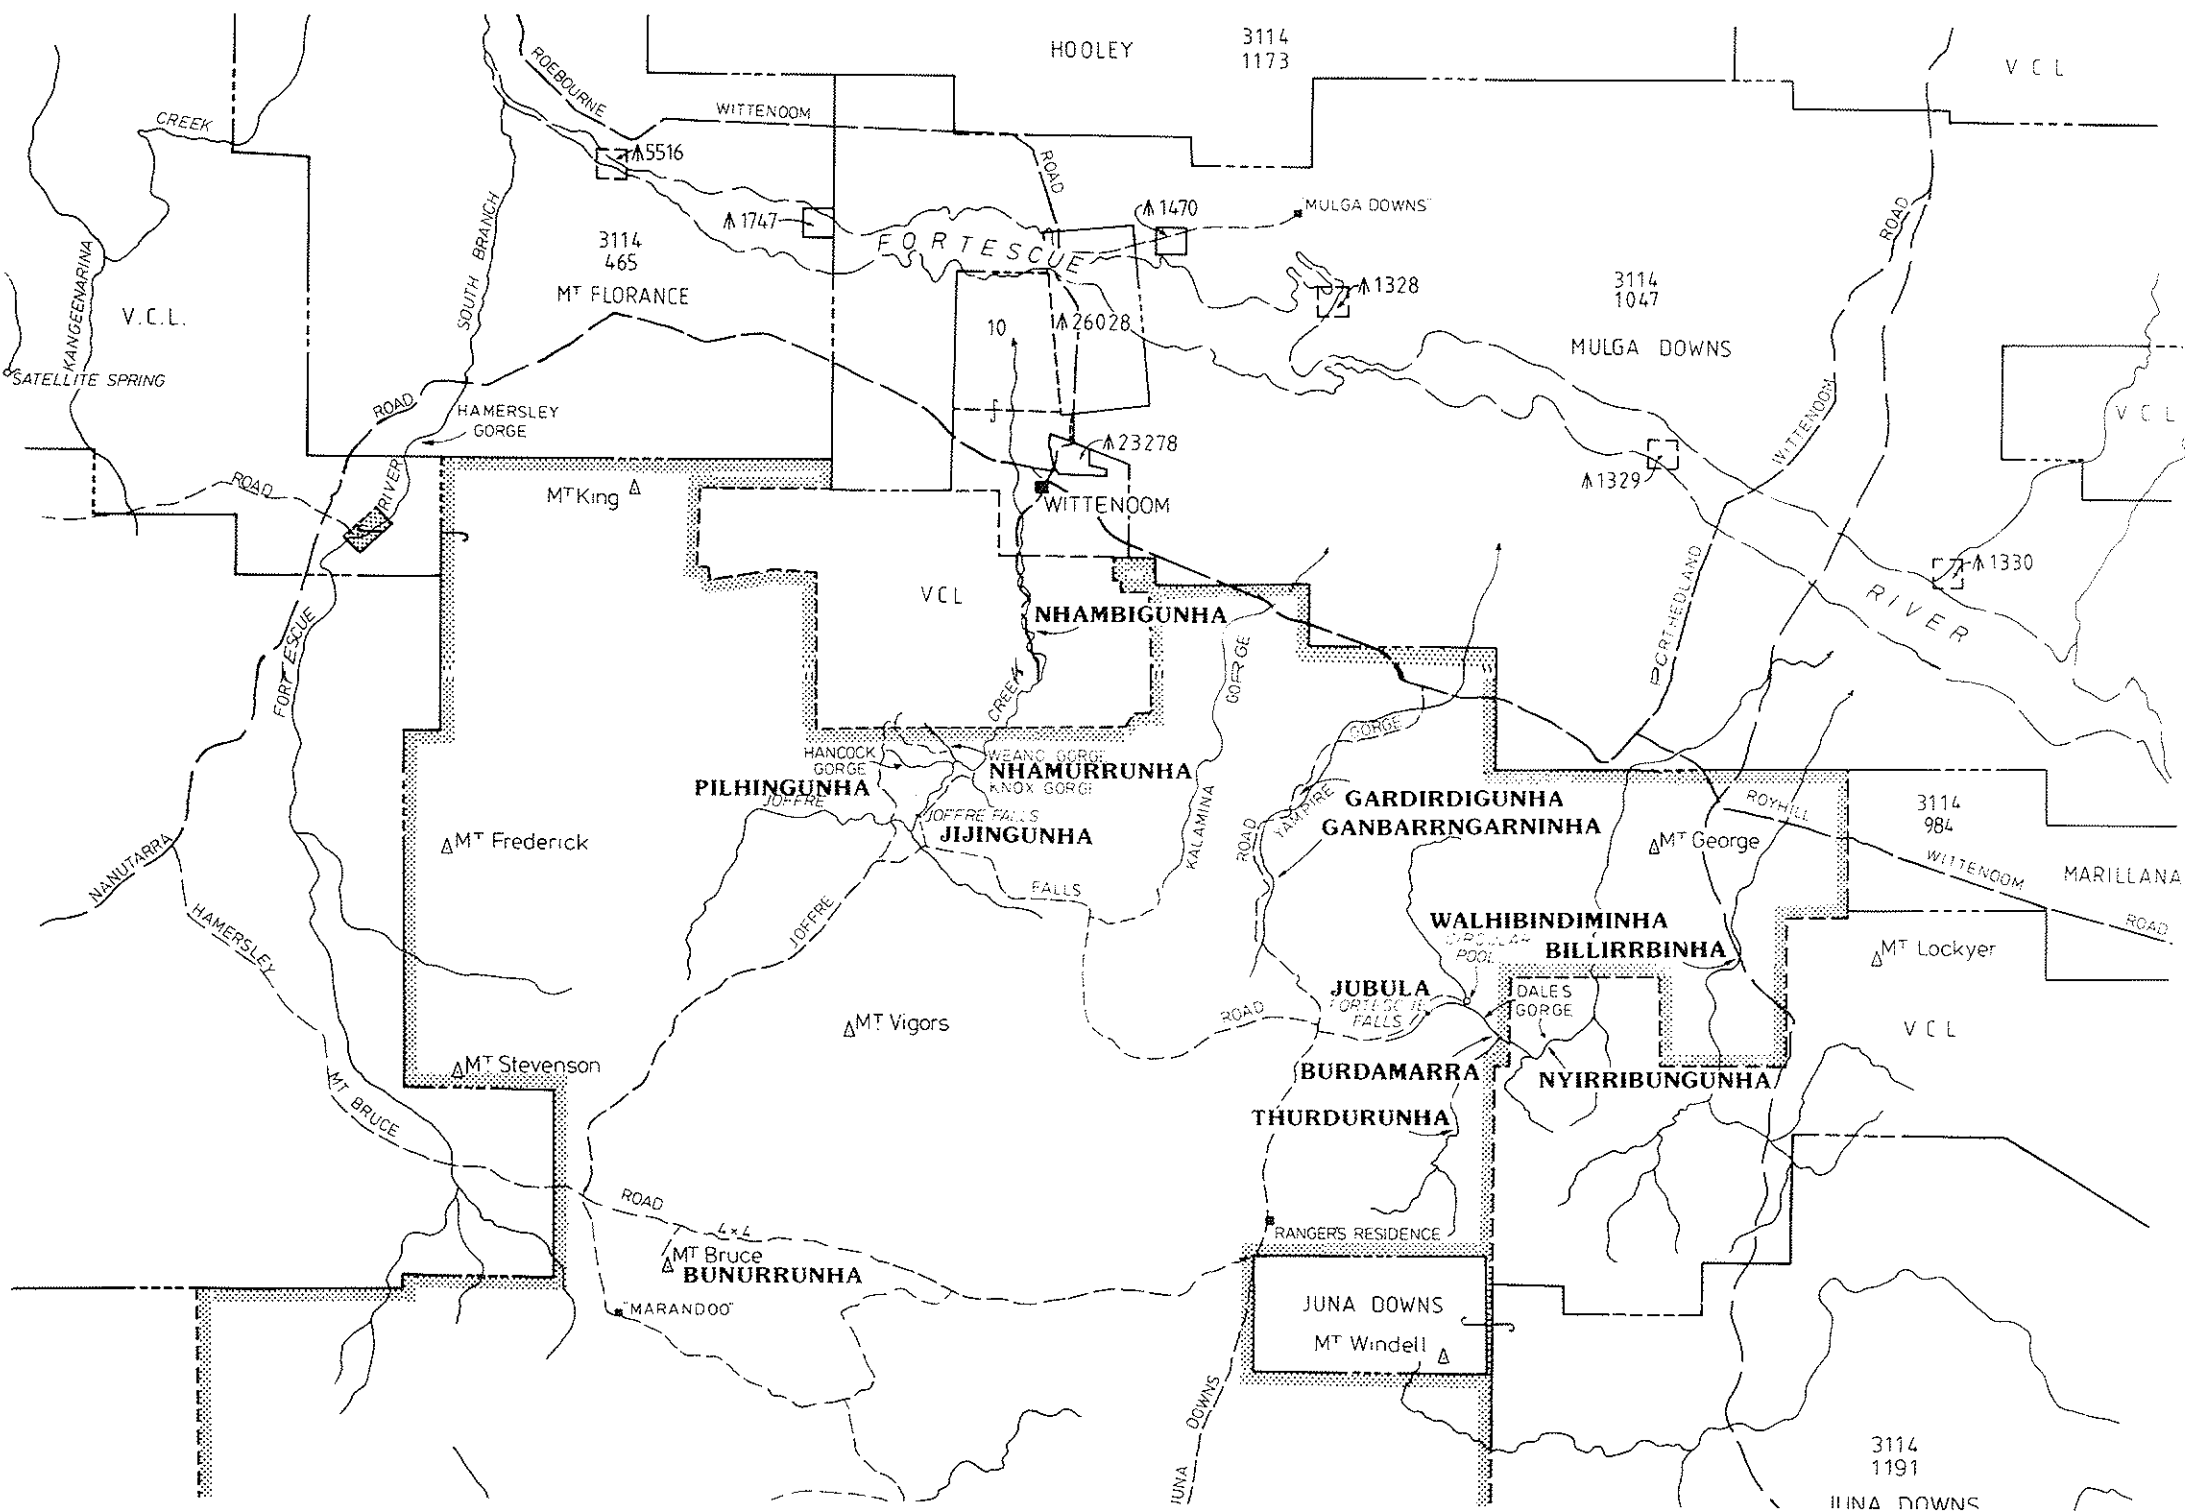 HOOLEY
3114
1173
V C L
ROEBOURNE
WITTENOOM
ROAD
CREEK
5516
1747
1470
"MULGA DOWNS"
ROAD
3114
465
MT FLORANCE
SOUTH BRANCH
FORTESCUE
1328
3114
1047
MULGA DOWNS
KANGEENARINA
V.C.L.
SATELLITE SPRING
10
26028
ROAD
HAMERSLEY
GORGE
23278
WITTENOOM
V C L
1329
ROAD
RIVER
MT King
WITTENOOM
PORT HEDLAND
1330
RIVER
VCL
NHAMBIGUNHA
FORTESCUE
GORGE
CREEK
HANCOCK
GORGE
WEANO GORGE
NHAMURRUNHA
KNOX GORGE
PILHINGUNHA
JOFFRE
JOFFRE FALLS
JIJINGUNHA
KALAMINA
GORGE
YAMPIRE
ROAD
GARDIRDIGUNHA
GANBARRNGARNINHA
MT George
ROYHILL
3114
984
WITTENOOM
MARILLANA
ROAD
MT Frederick
NANUTARRA
HAMERSLEY
JOFFRE
FALLS
WALHIBINDIMINHA
CIRCULAR
POOL
BILLIRRBINHA
MT Lockyer
JUBULA
FORTESCUE
FALLS
DALES
GORGE
ROAD
MT Vigors
V C L
MT Stevenson
MT BRUCE
BURDAMARRA
NYIRRIBUNGUNHA
THURDURUNHA
ROAD
4x4
MT Bruce
BUNURRUNHA
"MARANDOO"
RANGER'S RESIDENCE
JUNA DOWNS
MT Windell
JUNA DOWNS
3114
1191
JUNA DOWNS